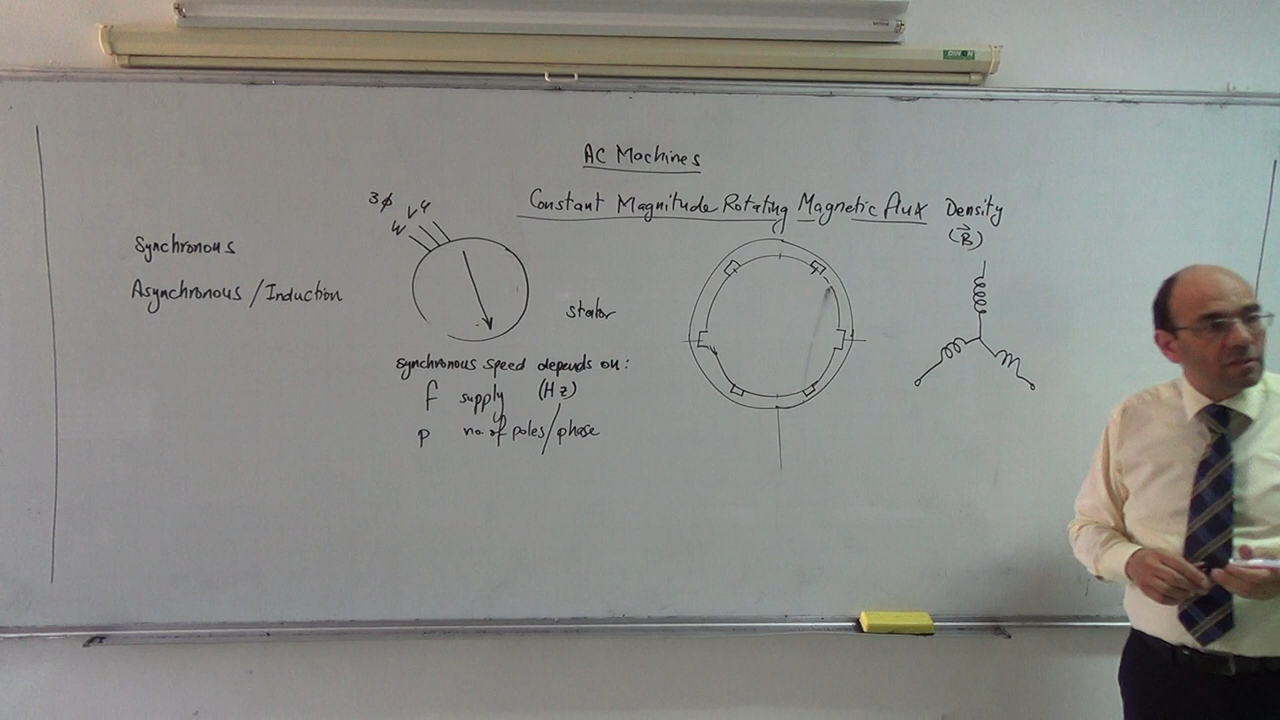 AC Machines
Constant Magnitude Rotating Magnetic flux Density
(B)
3φ
W V U
Synchronous
Asynchronous / Induction
stator
synchronous speed depends on:
f supply (Hz)
p no. of poles/phase